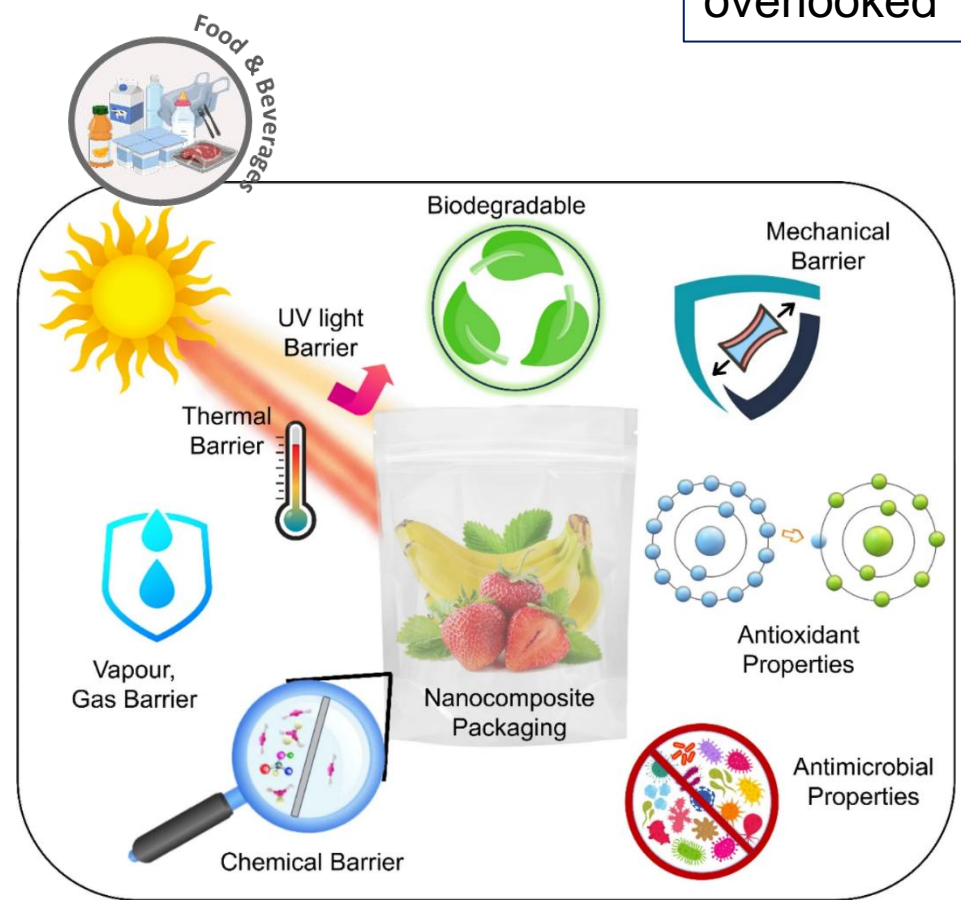 overlooked
Food & Beverages
Biodegradable
Mechanical
Barrier
UV light
Barrier
Thermal
Barrier
Vapour,
Gas Barrier
Nanocomposite
Packaging
Antioxidant
Properties
Antimicrobial
Properties
Chemical Barrier